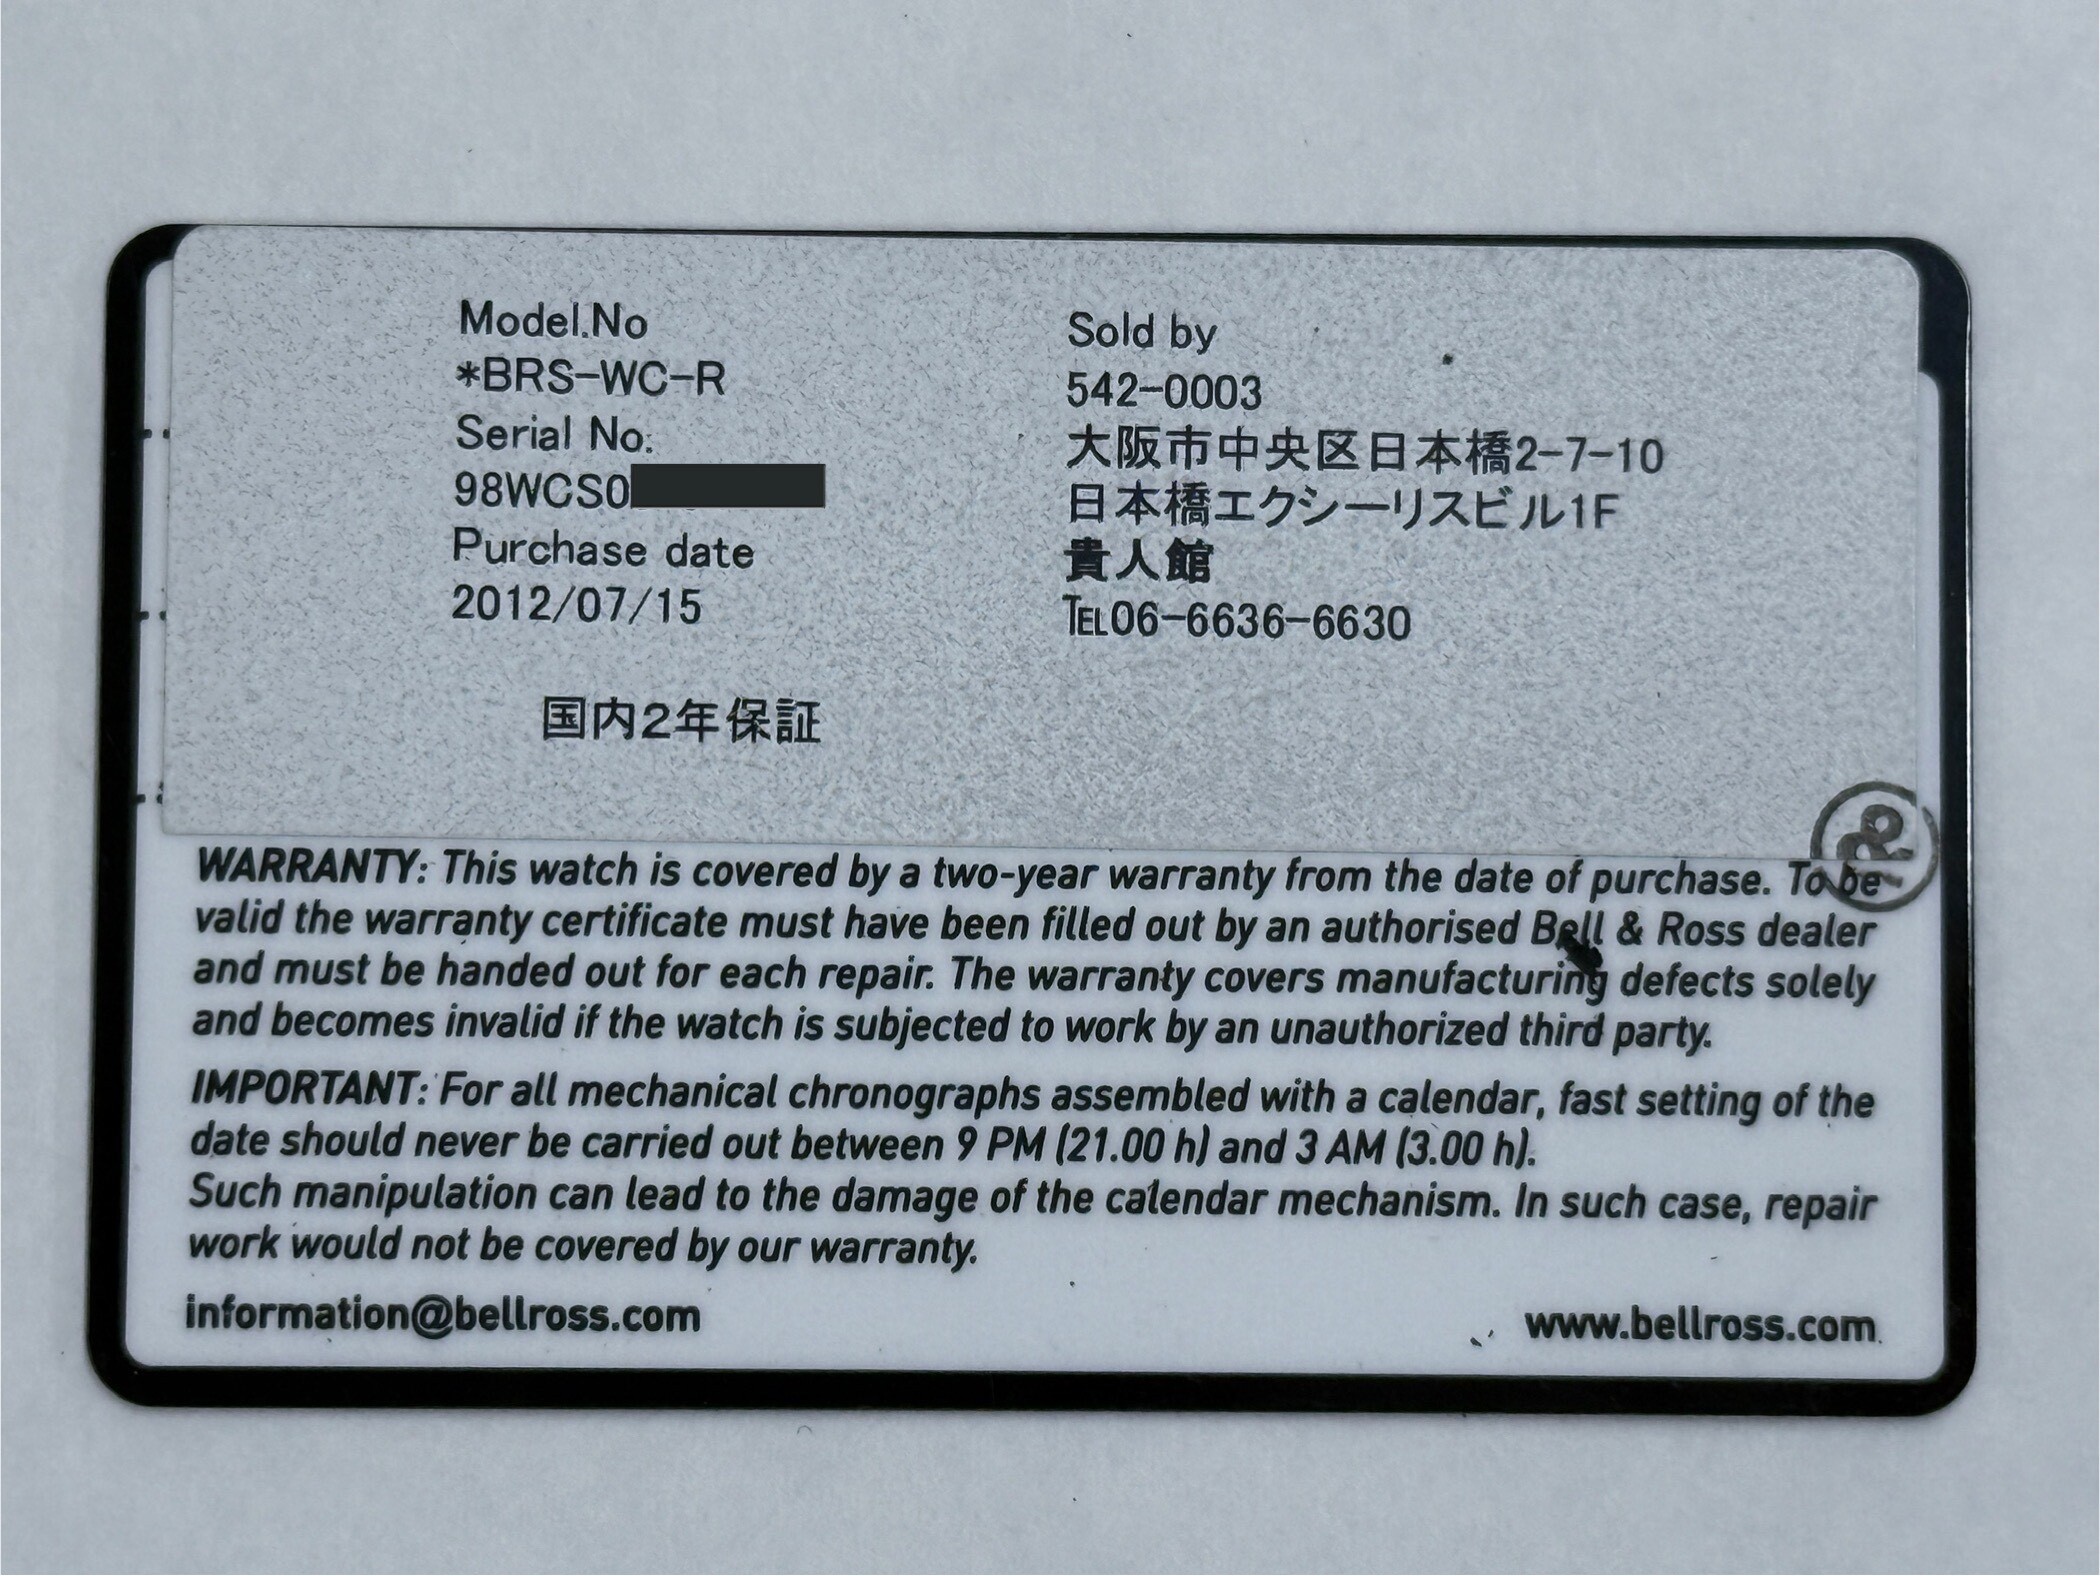 Model.No
*BRS-WC-R
Serial No.
98WCS0
Purchase date
2012/07/15
国内2年保証
Sold by
542-0003
大阪市中央区日本橋2-7-10
日本橋エクシーリスビル1F
貴人館
℡06-6636-6630
&
WARRANTY: This watch is covered by a two-year warranty from the date of purchase. To be
valid the warranty certificate must have been filled out by an authorised Bell & Ross dealer
and must be handed out for each repair. The warranty covers manufacturing defects solely
and becomes invalid if the watch is subjected to work by an unauthorized third party.
IMPORTANT: For all mechanical chronographs assembled with a calendar, fast setting of the
date should never be carried out between 9 PM (21.00 h) and 3 AM (3.00 h).
Such manipulation can lead to the damage of the calendar mechanism. In such case, repair
work would not be covered by our warranty.
information@bellross.com
www.bellross.com